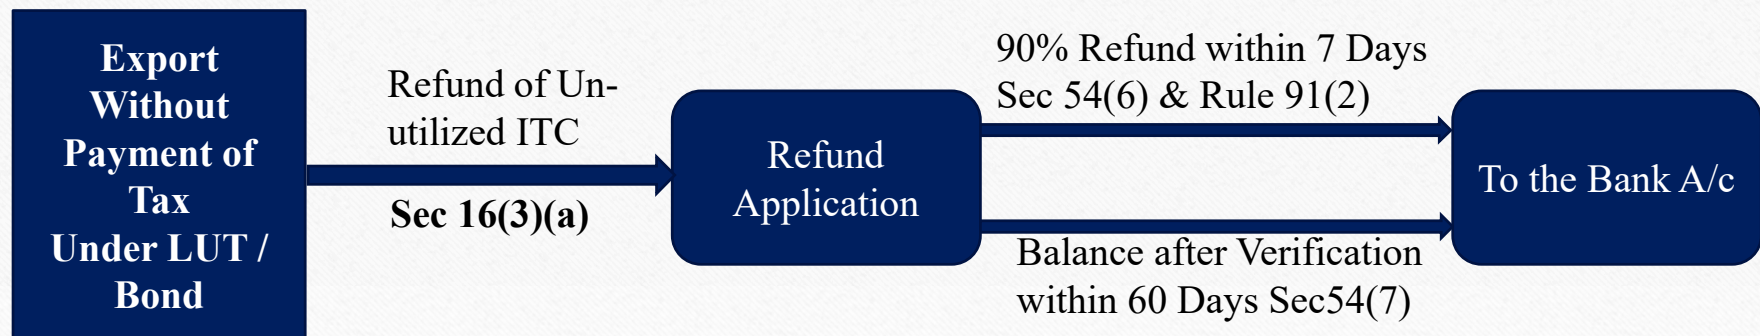 Export
Without
Payment of
Tax
Under LUT /
Bond
Refund of Un-
utilized ITC
Sec 16(3)(a)
Refund
Application
90% Refund within 7 Days
Sec 54(6) & Rule 91(2)
Balance after Verification
within 60 Days Sec54(7)
To the Bank A/c